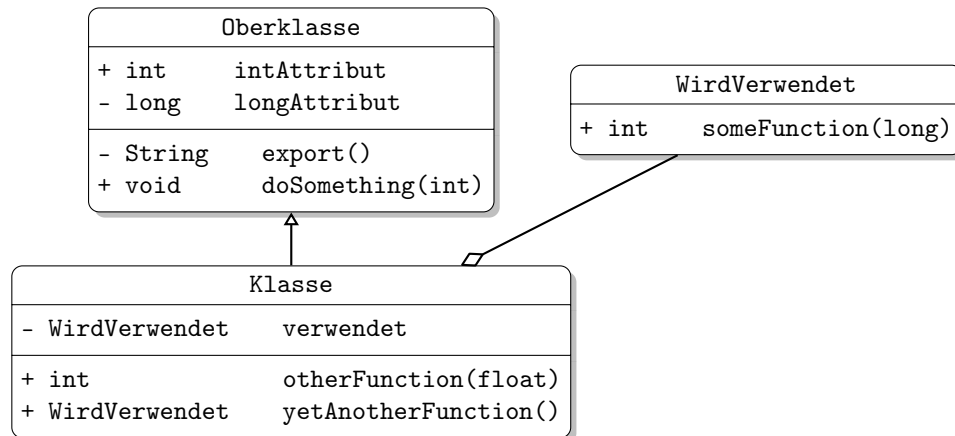 Oberklasse
+ int intAttribut
- long longAttribut
- String export()
+ void doSomething(int)
WirdVerwendet
+ int someFunction(long)
Klasse
- WirdVerwendet verwendet
+ int otherFunction(float)
+ WirdVerwendet yetAnotherFunction()